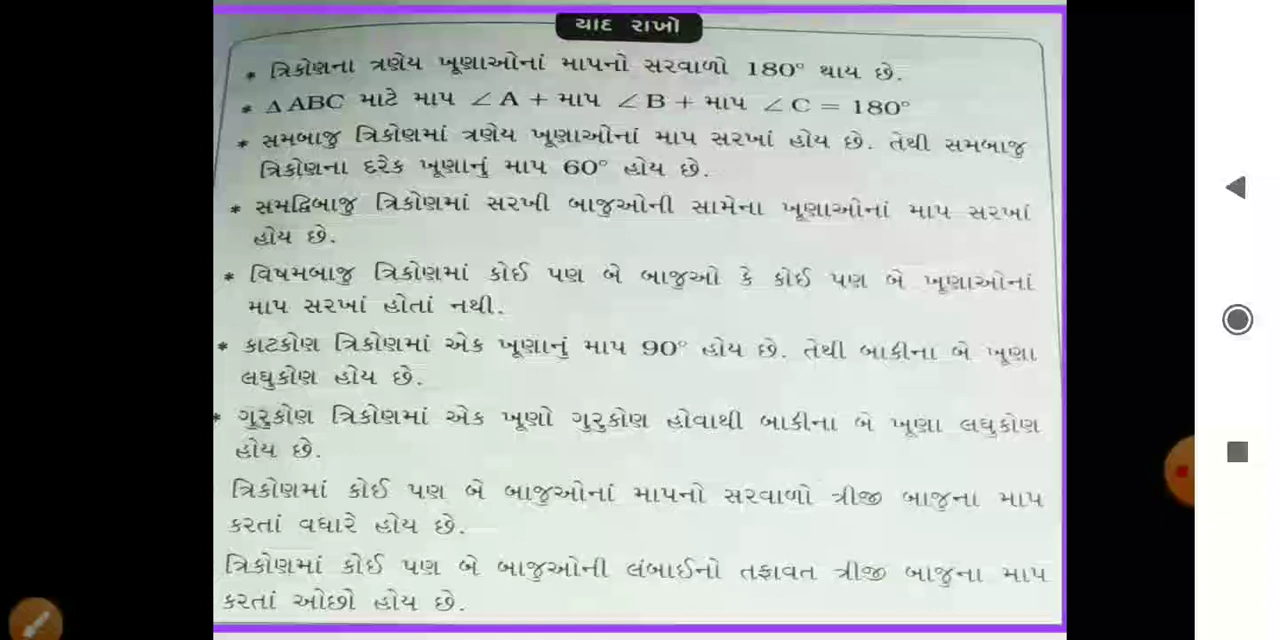 યાદ રાખો
* ત્રિકોણના ત્રણેય ખૂણાઓનાં માપનો સરવાળો 180° થાય છે.
* Δ ABC માટે માપ ∠ A + માપ ∠ B + માપ ∠ C = 180°
* સમબાજુ ત્રિકોણમાં ત્રણેય ખૂણાઓનાં માપ સરખાં હોય છે. તેથી સમબાજુ
ત્રિકોણના દરેક ખૂણાનું માપ 60° હોય છે.
* સમદ્વિબાજુ ત્રિકોણમાં સરખી બાજુઓની સામેના ખૂણાઓનાં માપ સરખાં
હોય છે.
* વિષમબાજુ ત્રિકોણમાં કોઈ પણ બે બાજુઓ કે કોઈ પણ બે ખૂણાઓનાં
માપ સરખાં હોતાં નથી.
* કાટકોણ ત્રિકોણમાં એક ખૂણાનું માપ 90° હોય છે. તેથી બાકીના બે ખૂણા
લઘુકોણ હોય છે.
* ગુરુકોણ ત્રિકોણમાં એક ખૂણો ગુરુકોણ હોવાથી બાકીના બે ખૂણા લઘુકોણ
હોય છે.
ત્રિકોણમાં કોઈ પણ બે બાજુઓનાં માપનો સરવાળો ત્રીજી બાજુના માપ
કરતાં વધારે હોય છે.
ત્રિકોણમાં કોઈ પણ બે બાજુઓની લંબાઈનો તફાવત ત્રીજી બાજુના માપ
કરતાં ઓછો હોય છે.